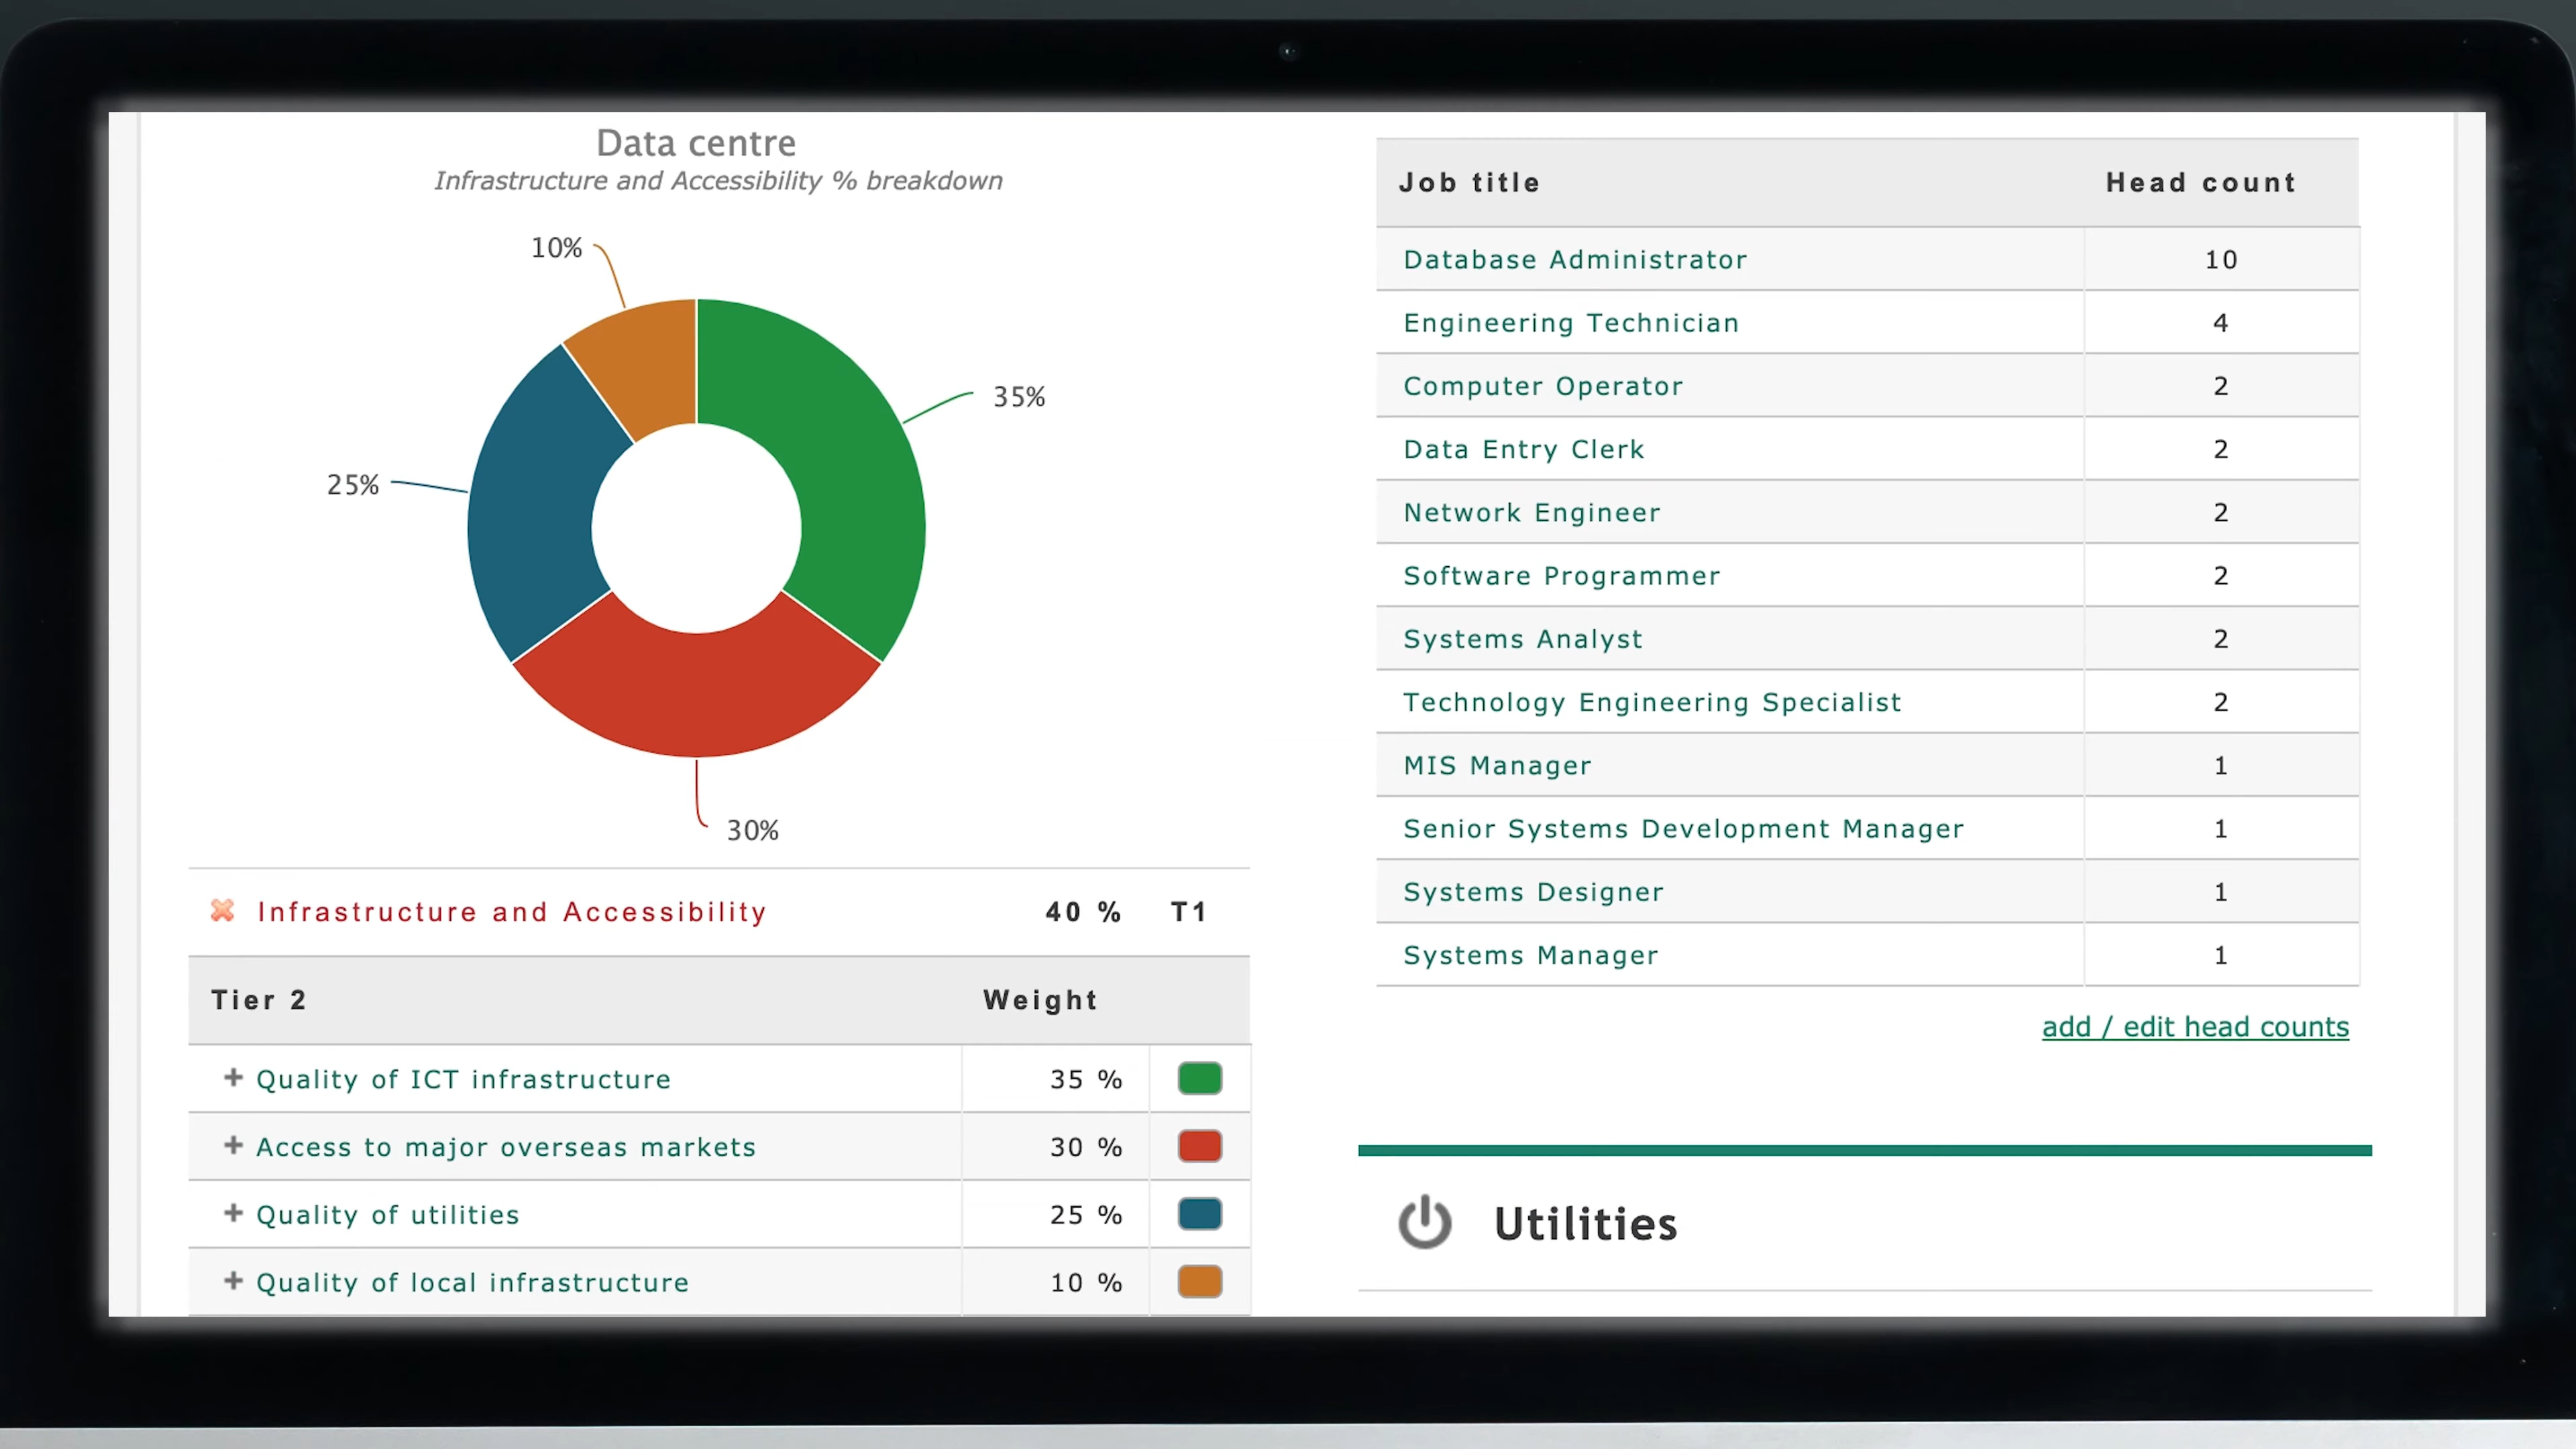 Data centre
Infrastructure and Accessibility % breakdown
10%
35%
25%
30%
Infrastructure and Accessibility 40 % T1
Tier 2 Weight
+ Quality of ICT infrastructure 35 %
+ Access to major overseas markets 30 %
+ Quality of utilities 25 %
+ Quality of local infrastructure 10 %
Job title Head count
Database Administrator 10
Engineering Technician 4
Computer Operator 2
Data Entry Clerk 2
Network Engineer 2
Software Programmer 2
Systems Analyst 2
Technology Engineering Specialist 2
MIS Manager 1
Senior Systems Development Manager 1
Systems Designer 1
Systems Manager 1
add / edit head counts
Utilities